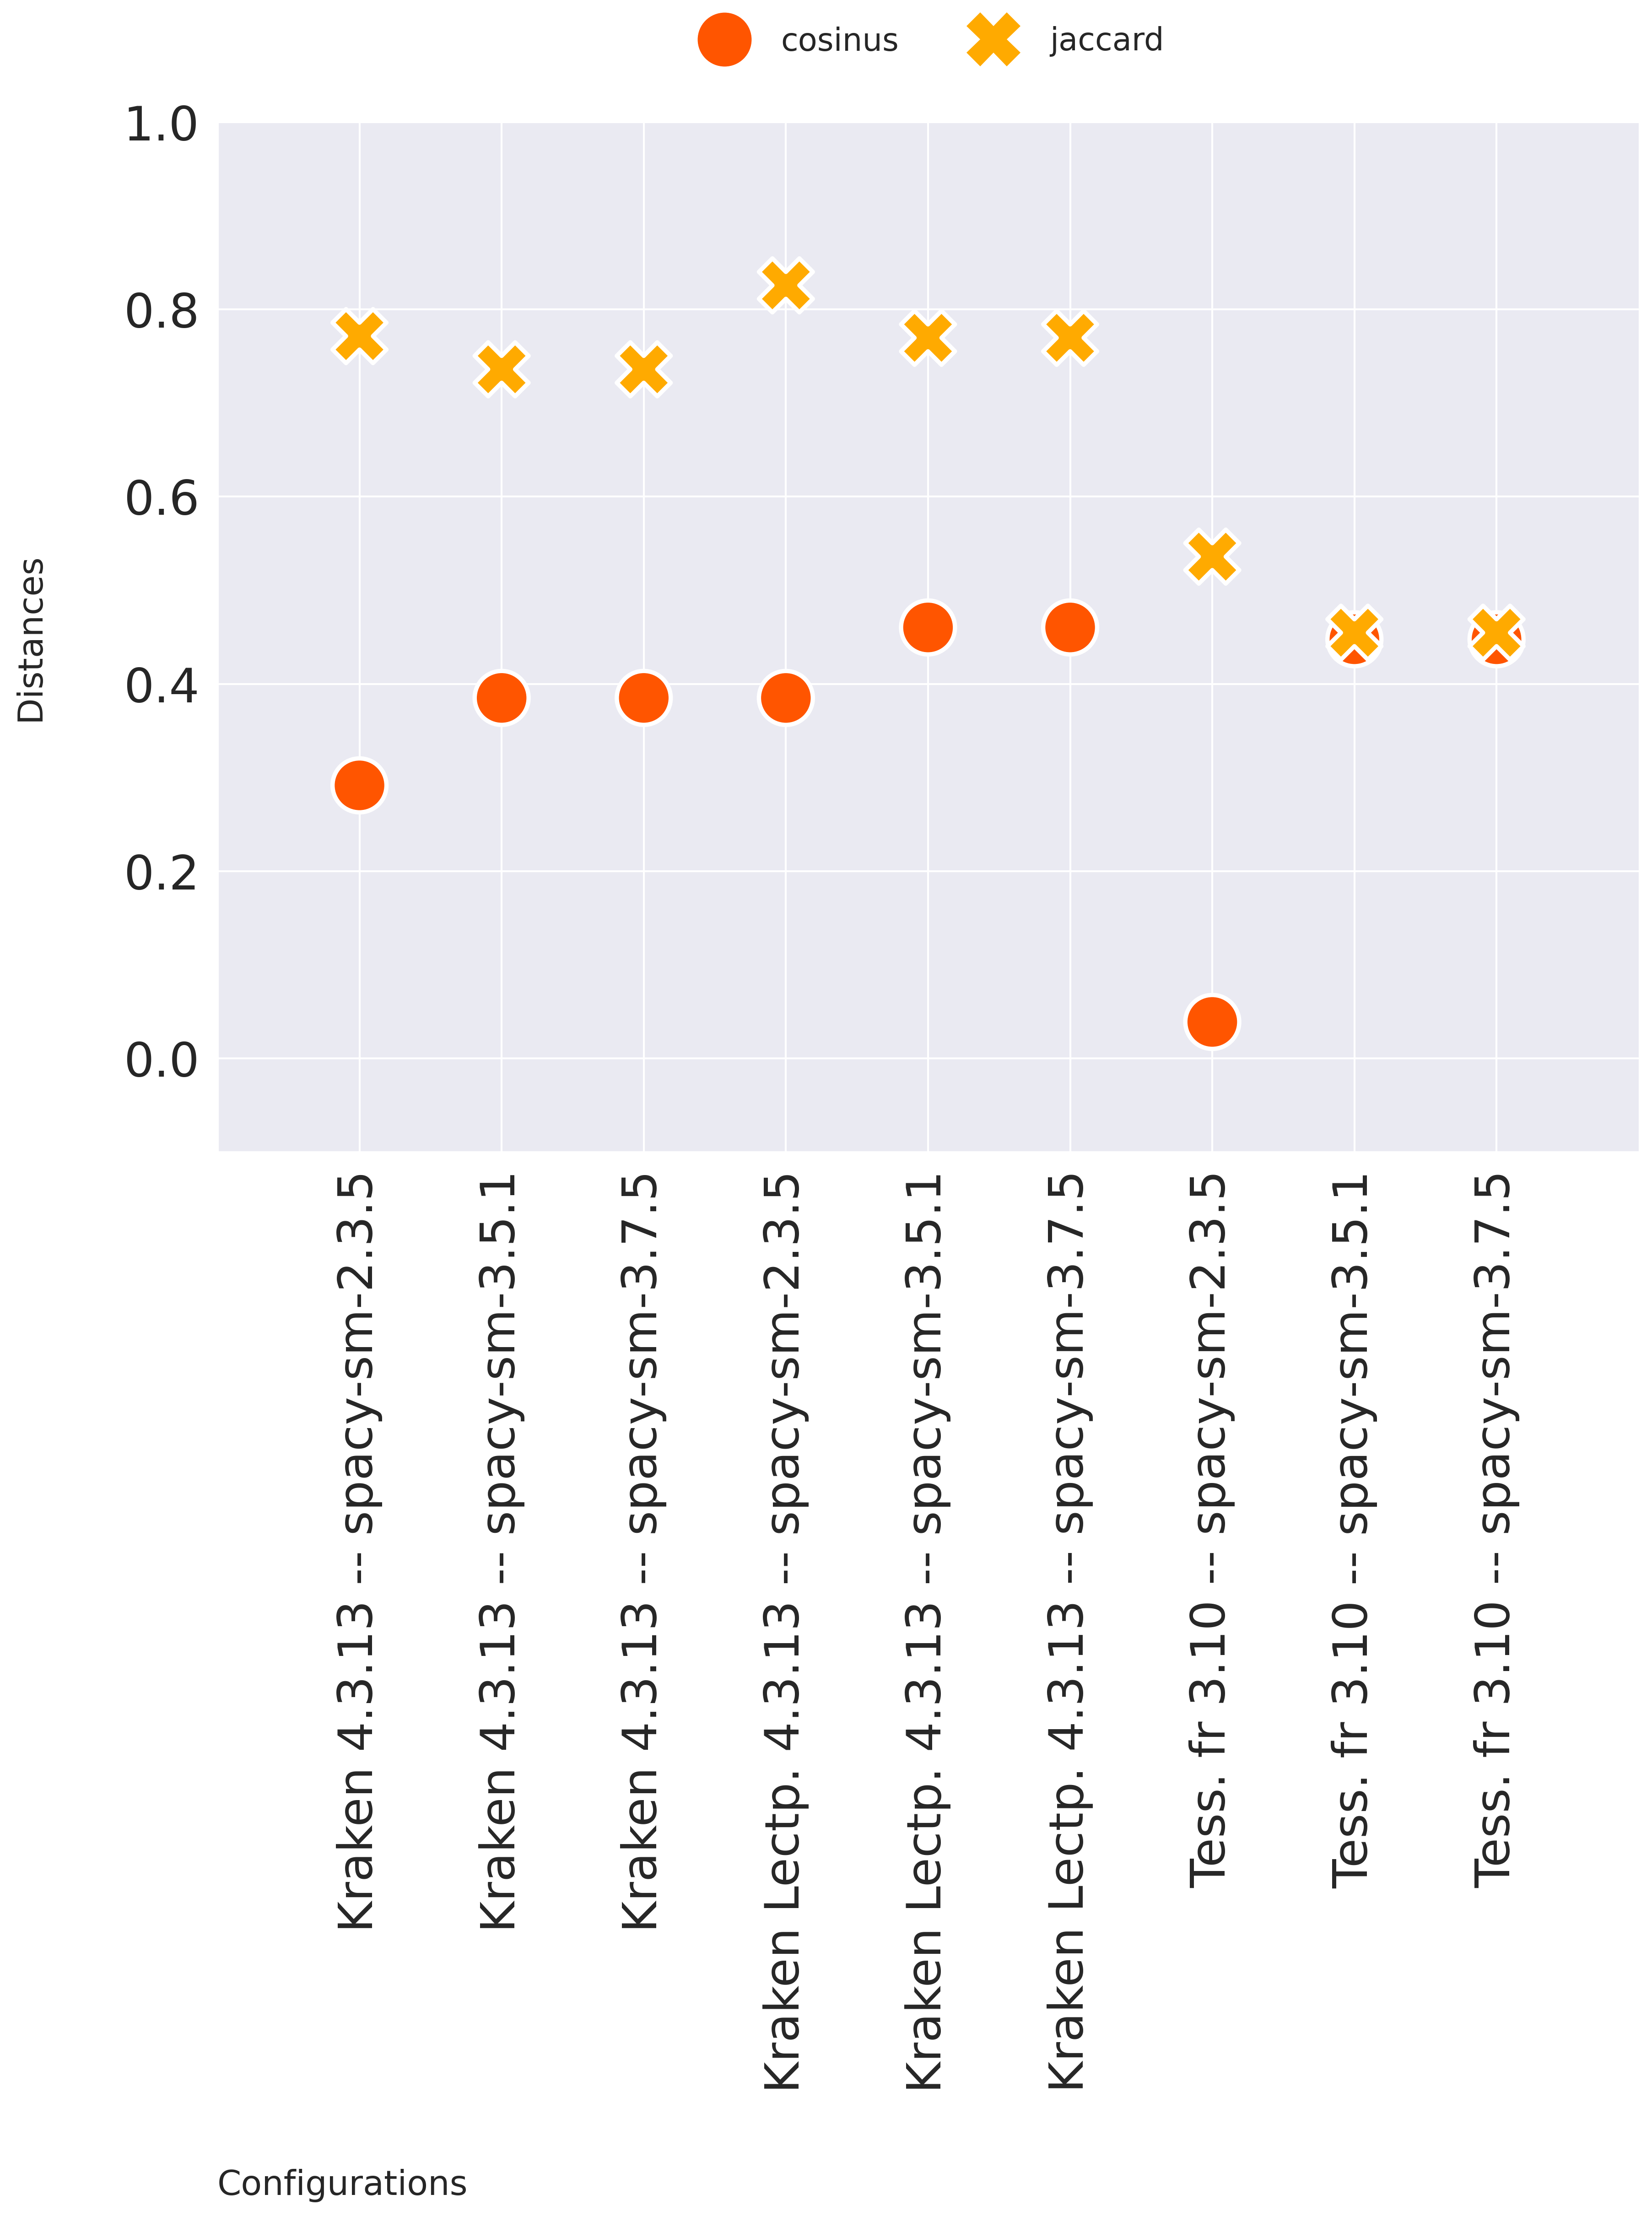 cosinus
jaccard
1.0
0.8
0.6
0.4
0.2
0.0
Distances
Kraken 4.3.13 -- spacy-sm-2.3.5
Kraken 4.3.13 -- spacy-sm-3.5.1
Kraken 4.3.13 -- spacy-sm-3.7.5
Kraken Lectp. 4.3.13 -- spacy-sm-2.3.5
Kraken Lectp. 4.3.13 -- spacy-sm-3.5.1
Kraken Lectp. 4.3.13 -- spacy-sm-3.7.5
Tess. fr 3.10 -- spacy-sm-2.3.5
Tess. fr 3.10 -- spacy-sm-3.5.1
Tess. fr 3.10 -- spacy-sm-3.7.5
Configurations